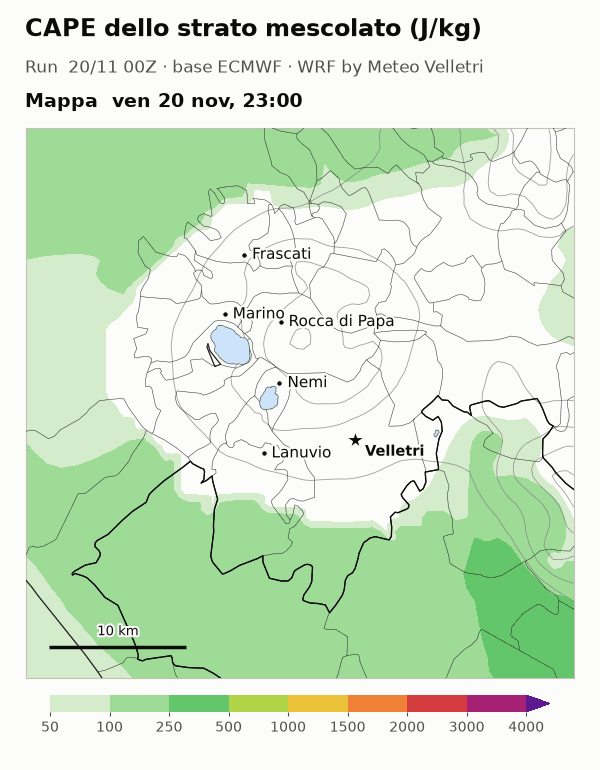 CAPE dello strato mescolato (J/kg)
Run  20/11 00Z · base ECMWF · WRF by Meteo Velletri
Mappa  ven 20 nov, 23:00
Frascati
Marino
Rocca di Papa
Nemi
Velletri
Lanuvio
10 km
50 100 250 500 1000 1500 2000 3000 4000